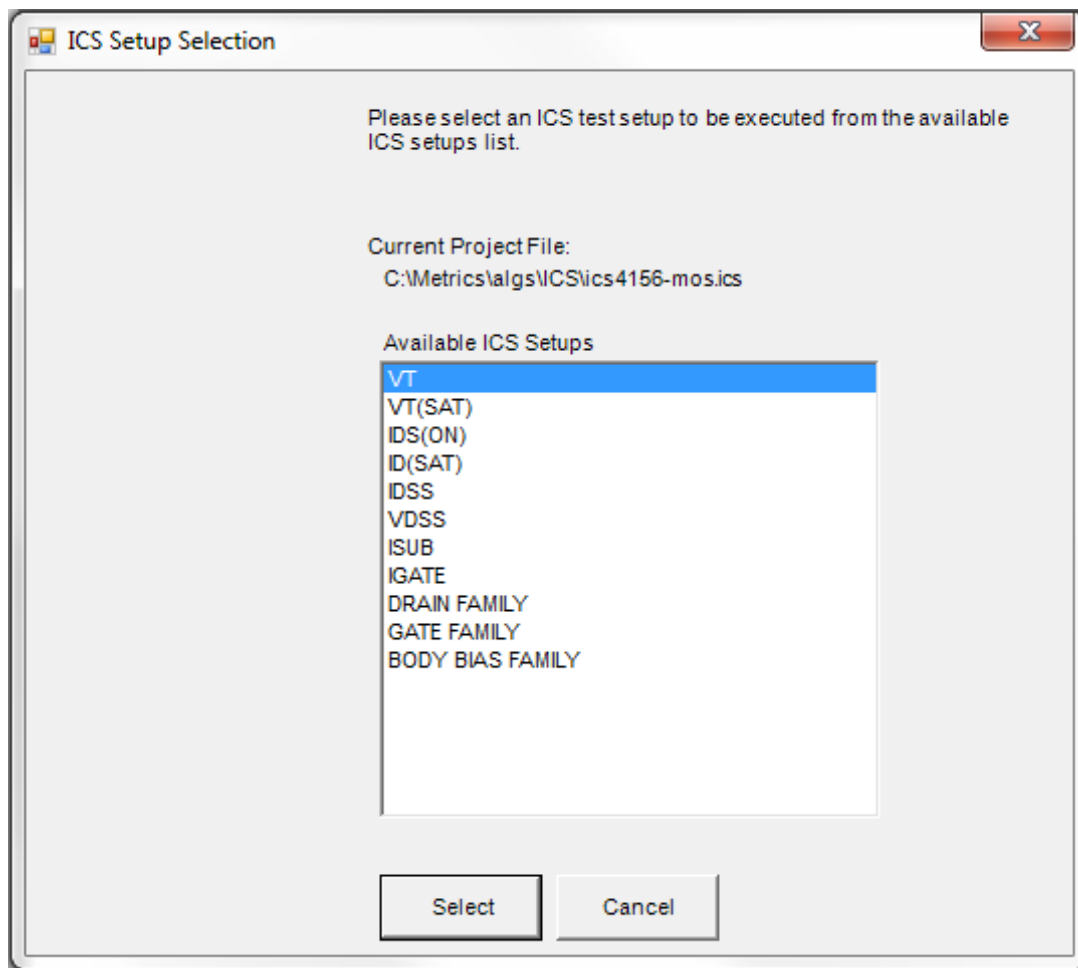 ICS Setup Selection
Please select an ICS test setup to be executed from the available
ICS setups list.
Current Project File:
C:\Metrics\algs\ICS\ics4156-mos.ics
Available ICS Setups
VT
VT(SAT)
IDS(ON)
ID(SAT)
IDSS
VDSS
ISUB
IGATE
DRAIN FAMILY
GATE FAMILY
BODY BIAS FAMILY
Select Cancel